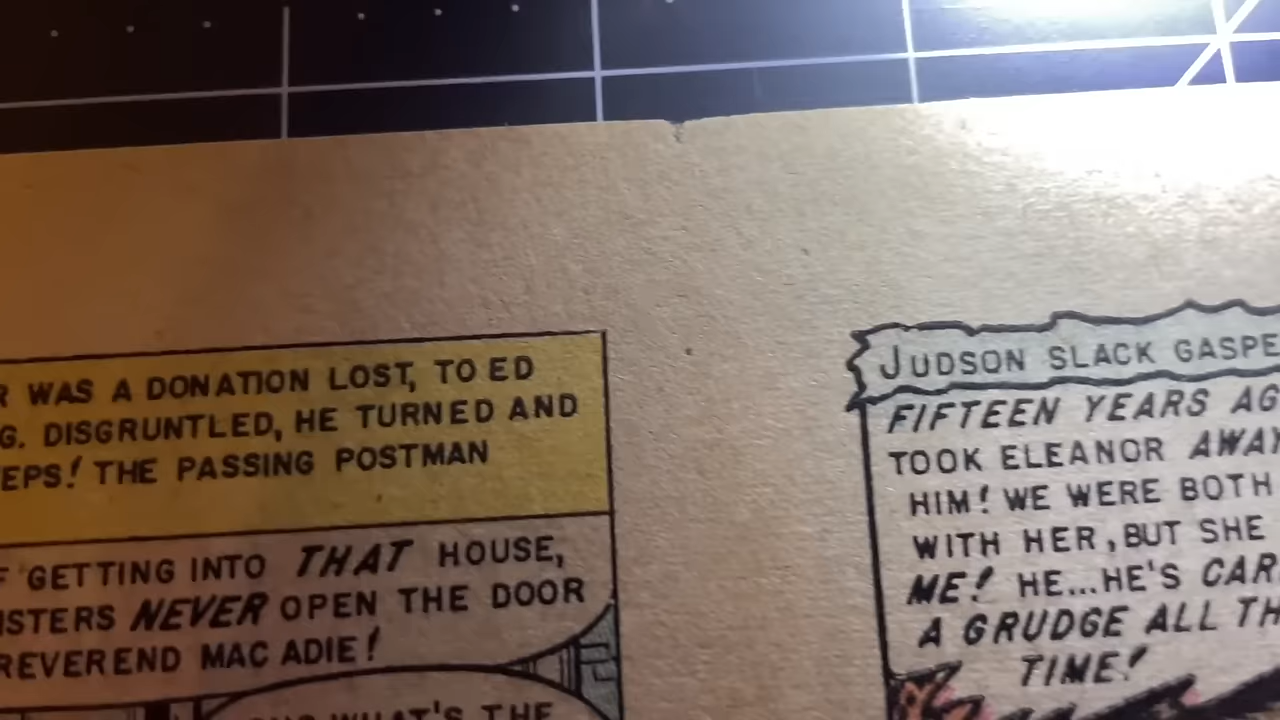 WAS A DONATION LOST, TO ED
G. DISGRUNTLED, HE TURNED AND
EPS! THE PASSING POSTMAN
GETTING INTO THAT HOUSE,
ISTERS NEVER OPEN THE DOOR
REVEREND MAC ADIE!
WHAT'S THE
JUDSON SLACK GASPE
FIFTEEN YEARS AG
TOOK ELEANOR AWAY
HIM! WE WERE BOTH
WITH HER, BUT SHE
ME! HE...HE'S CAR
A GRUDGE ALL TH
TIME!